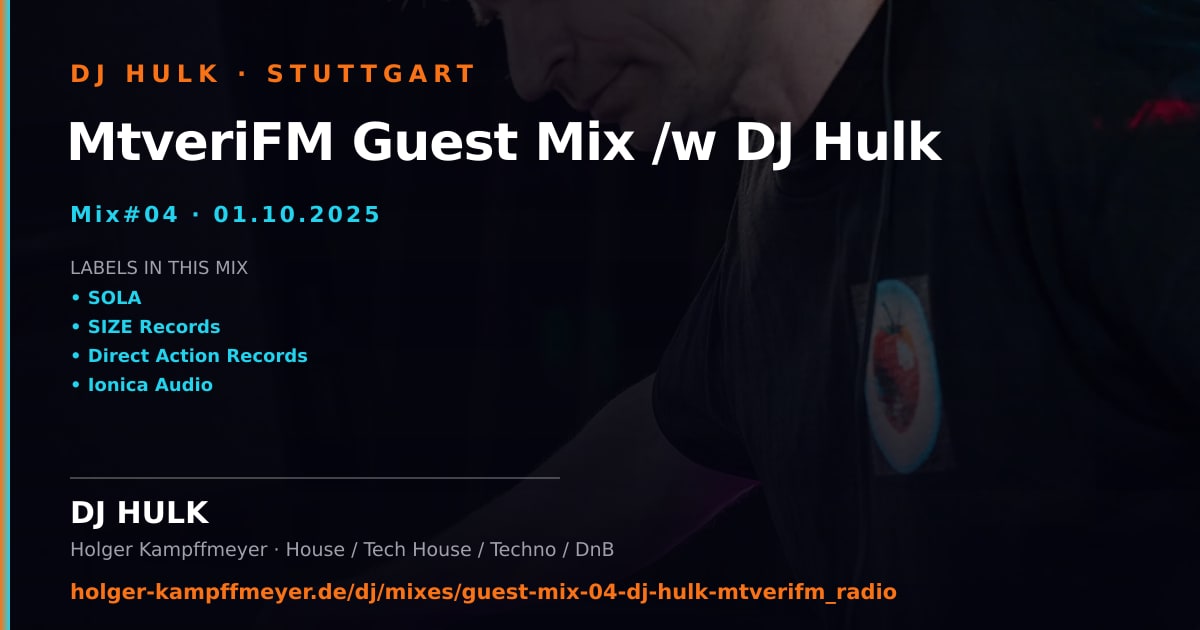 DJ HULK · STUTTGART
MtveriFM Guest Mix /w DJ Hulk
Mix#04 · 01.10.2025
LABELS IN THIS MIX
• SOLA
• SIZE Records
• Direct Action Records
• Ionica Audio
DJ HULK
Holger Kampffmeyer · House / Tech House / Techno / DnB
holger-kampffmeyer.de/dj/mixes/guest-mix-04-dj-hulk-mtverifm_radio